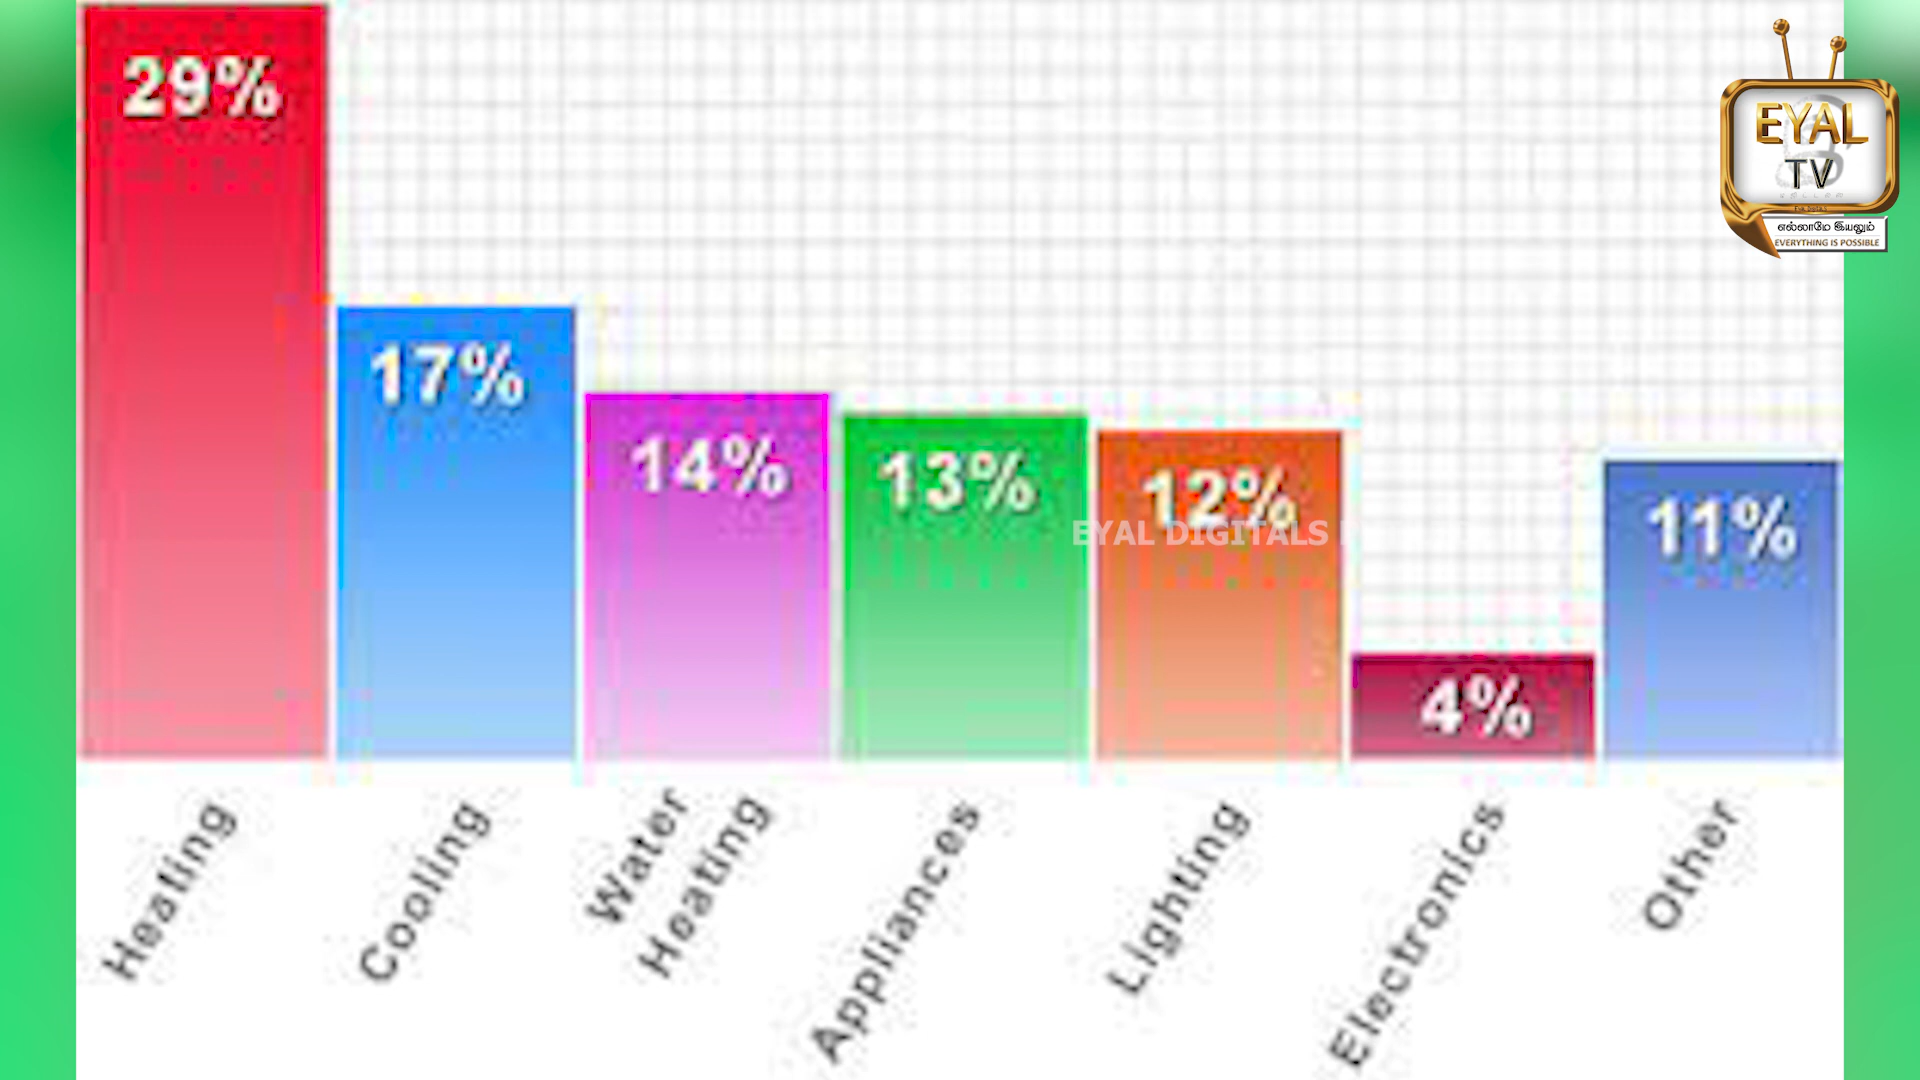 29%
17%
14%
13%
12%
4%
11%
Heating
Cooling
Water
Heating
Appliances
Lighting
Electronics
Other
EYAL DIGITALS
EYAL
TV
எல்லாமே இயலும்
EVERYTHING IS POSSIBLE